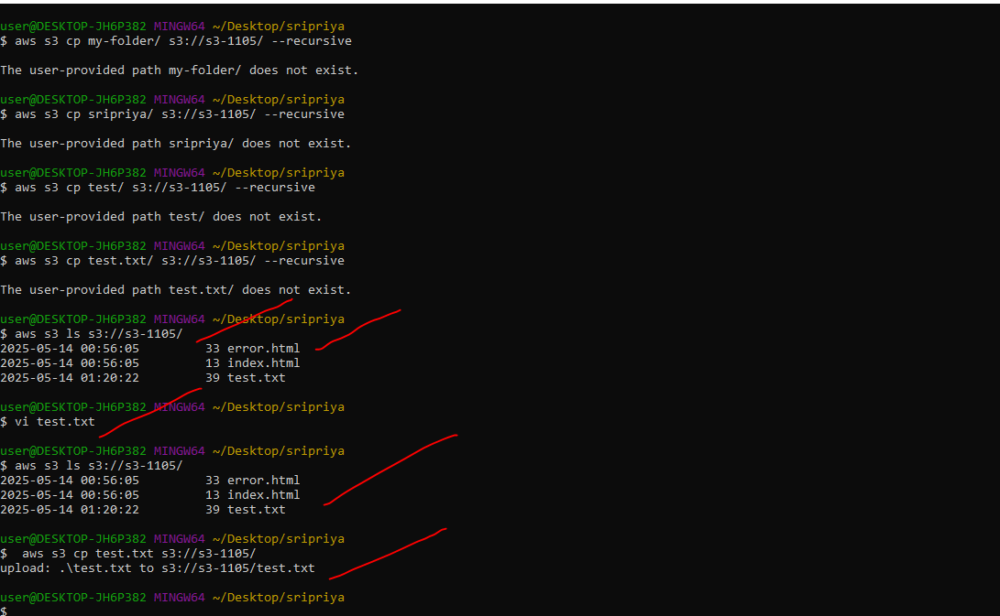 user@DESKTOP-JH6P382 MINGW64 ~/Desktop/sripriya
$ aws s3 cp my-folder/ s3://s3-1105/ --recursive
The user-provided path my-folder/ does not exist.
user@DESKTOP-JH6P382 MINGW64 ~/Desktop/sripriya
$ aws s3 cp sripriya/ s3://s3-1105/ --recursive
The user-provided path sripriya/ does not exist.
user@DESKTOP-JH6P382 MINGW64 ~/Desktop/sripriya
$ aws s3 cp test/ s3://s3-1105/ --recursive
The user-provided path test/ does not exist.
user@DESKTOP-JH6P382 MINGW64 ~/Desktop/sripriya
$ aws s3 cp test.txt/ s3://s3-1105/ --recursive
The user-provided path test.txt/ does not exist.
user@DESKTOP-JH6P382 MINGW64 ~/Desktop/sripriya
$ aws s3 ls s3://s3-1105/
2025-05-14 00:56:05         33 error.html
2025-05-14 00:56:05         13 index.html
2025-05-14 01:20:22         39 test.txt
user@DESKTOP-JH6P382 MINGW64 ~/Desktop/sripriya
$ vi test.txt
user@DESKTOP-JH6P382 MINGW64 ~/Desktop/sripriya
$ aws s3 ls s3://s3-1105/
2025-05-14 00:56:05         33 error.html
2025-05-14 00:56:05         13 index.html
2025-05-14 01:20:22         39 test.txt
user@DESKTOP-JH6P382 MINGW64 ~/Desktop/sripriya
$  aws s3 cp test.txt s3://s3-1105/
upload: .\test.txt to s3://s3-1105/test.txt
user@DESKTOP-JH6P382 MINGW64 ~/Desktop/sripriya
$